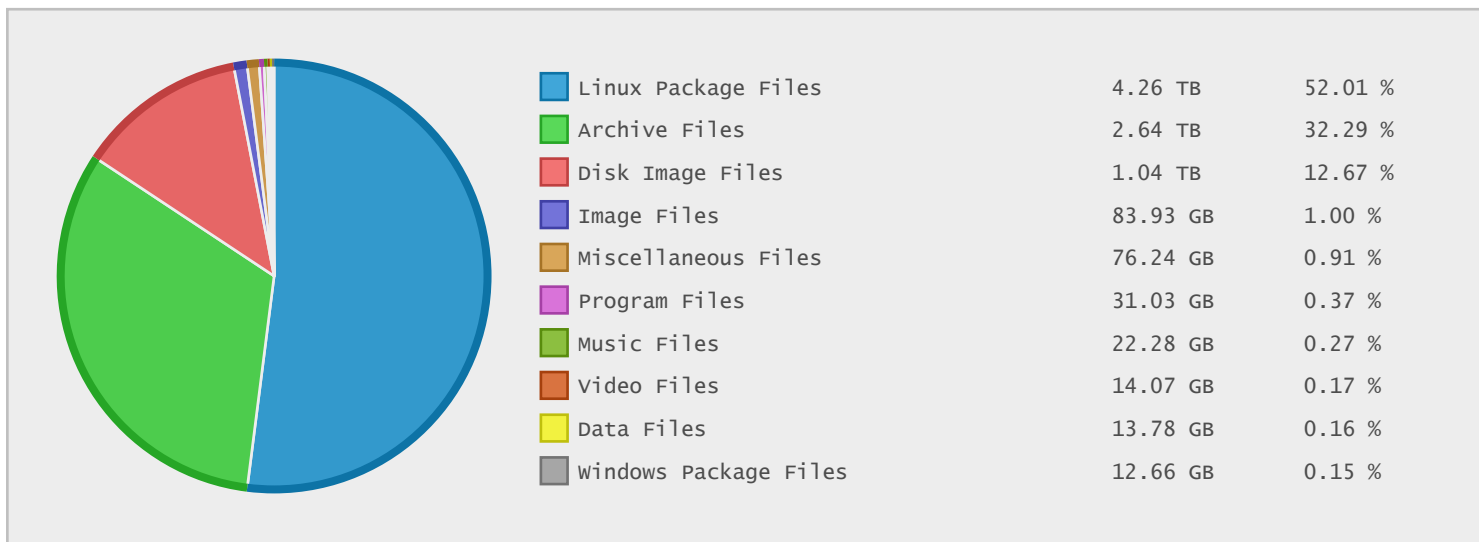 Linux Package Files 4.26 TB 52.01 %
Archive Files 2.64 TB 32.29 %
Disk Image Files 1.04 TB 12.67 %
Image Files 83.93 GB 1.00 %
Miscellaneous Files 76.24 GB 0.91 %
Program Files 31.03 GB 0.37 %
Music Files 22.28 GB 0.27 %
Video Files 14.07 GB 0.17 %
Data Files 13.78 GB 0.16 %
Windows Package Files 12.66 GB 0.15 %